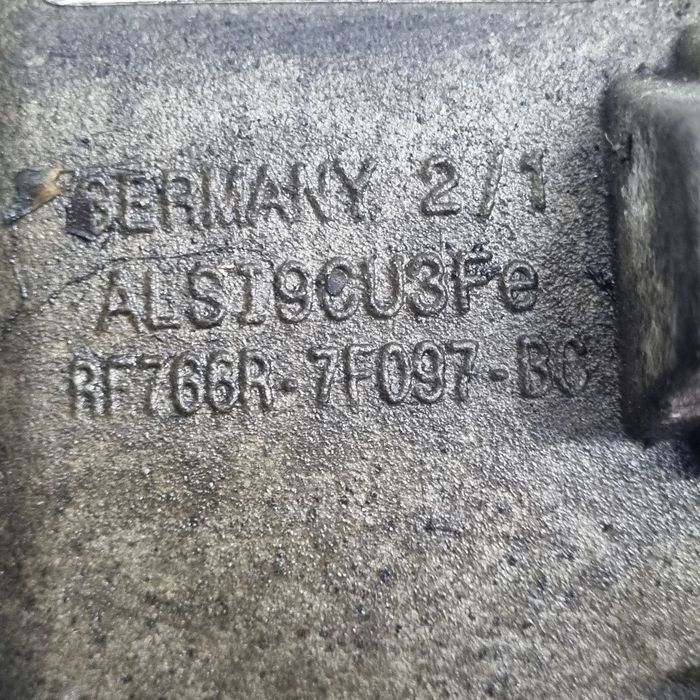 GERMANY 2/1
ALSI9CU3Fe
RF766R-7F097-BC